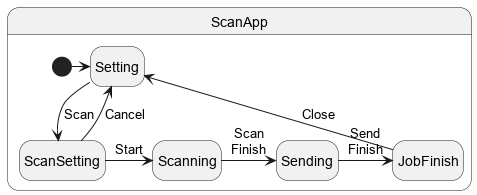 ScanApp
Setting
Scan
Cancel
Close
ScanSetting
Start
Scanning
Scan
Finish
Sending
Send
Finish
JobFinish